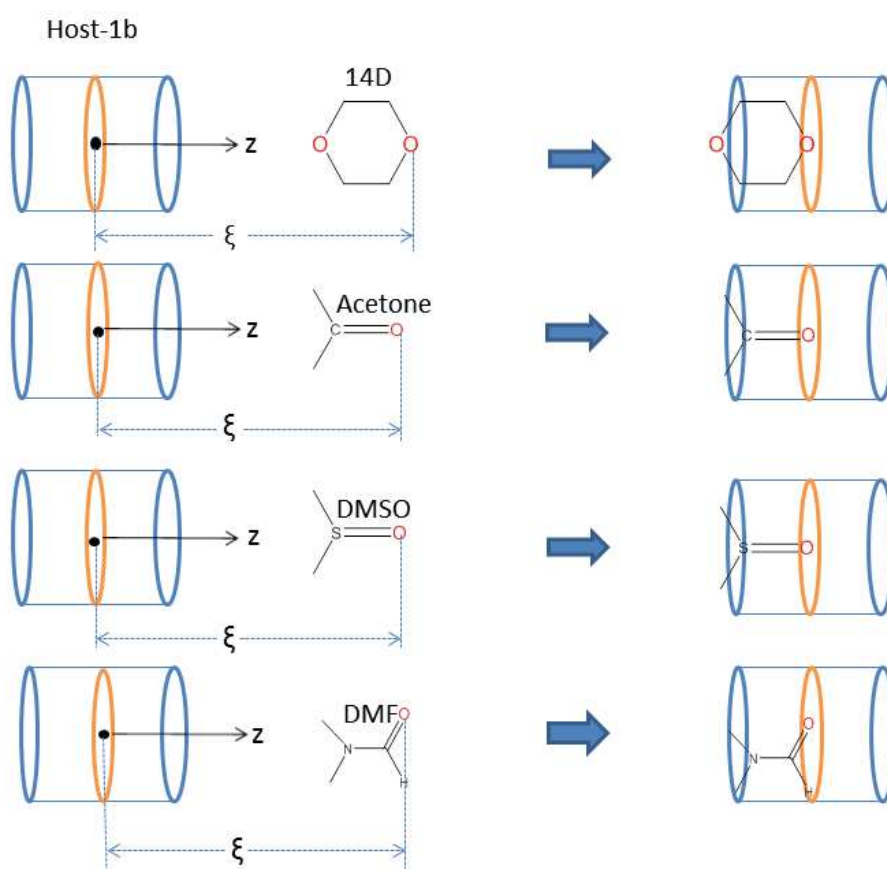 Host-1b
14D
O O z O O
ξ
Acetone
C O z C O
ξ
DMSO
S O z S O
ξ
DMF O O
z N N
H H
ξ